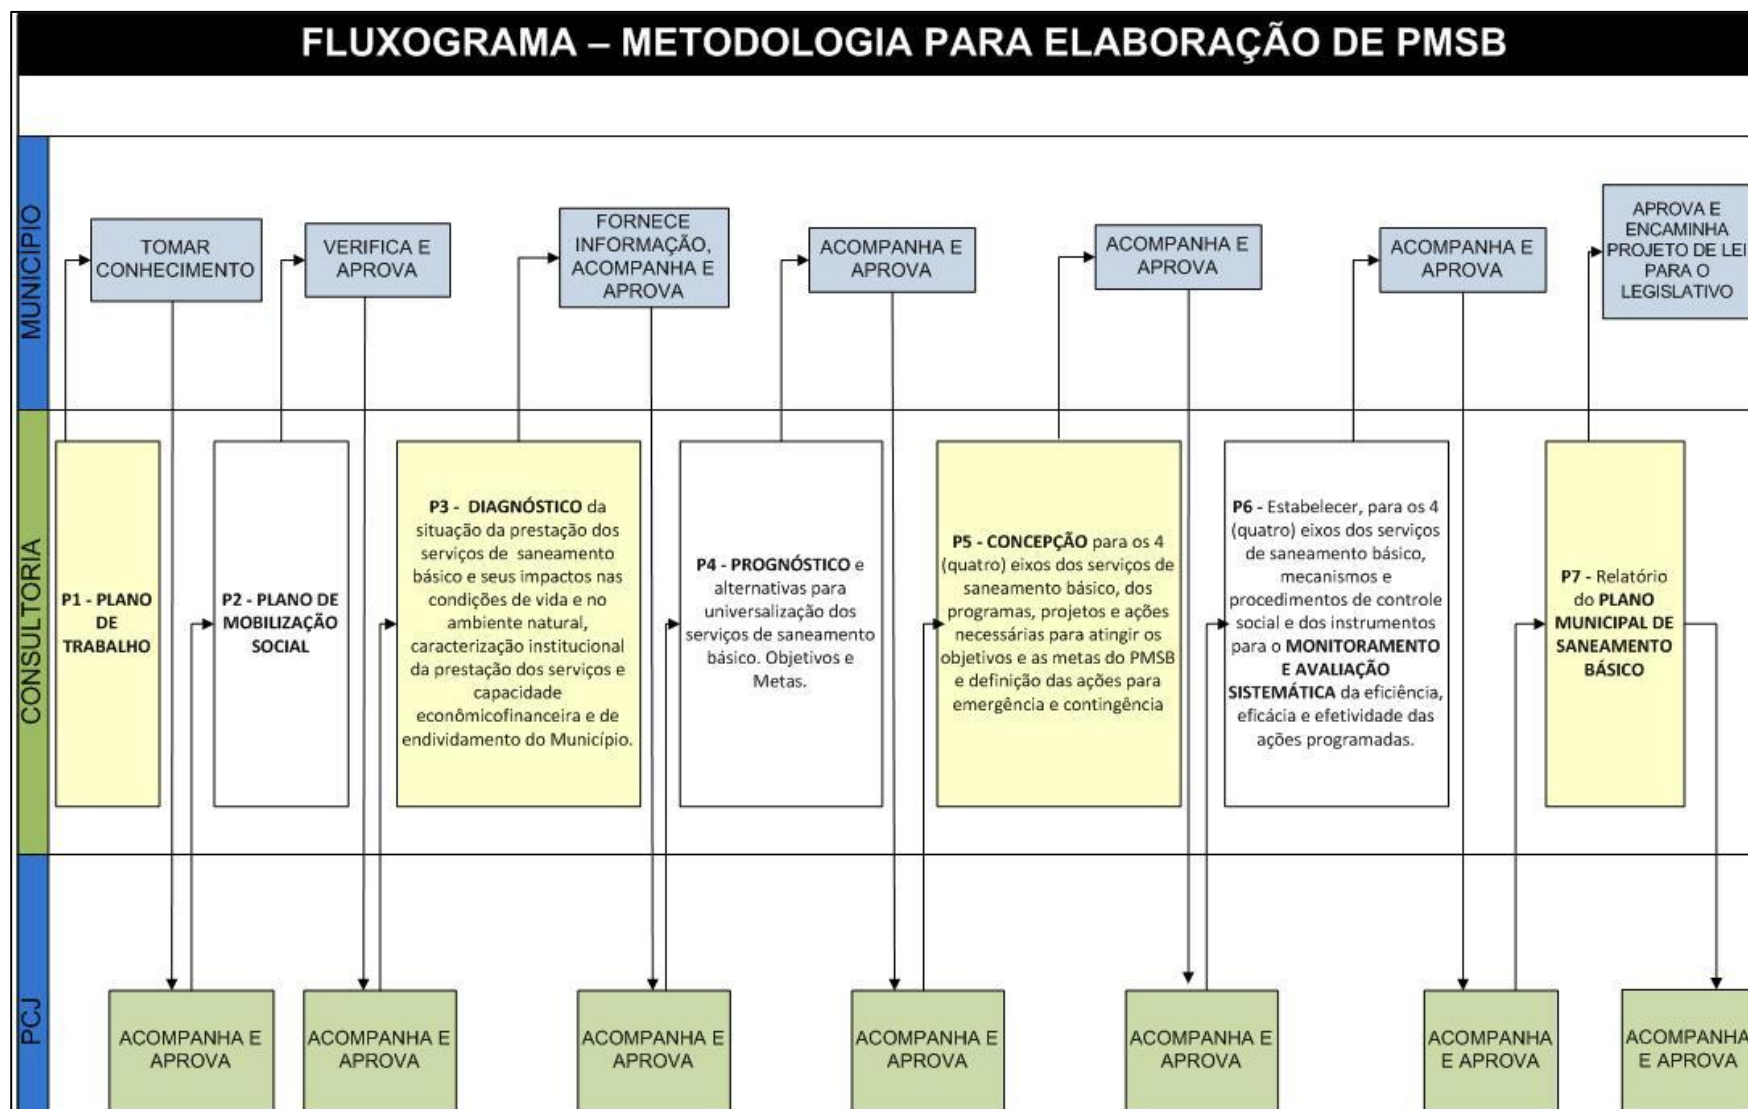 FLUXOGRAMA – METODOLOGIA PARA ELABORAÇÃO DE PMSB
MUNICIPIO
TOMAR
CONHECIMENTO
VERIFICA E
APROVA
FORNECE
INFORMAÇÃO,
ACOMPANHA E
APROVA
ACOMPANHA E
APROVA
ACOMPANHA E
APROVA
ACOMPANHA E
APROVA
APROVA E
ENCAMINHA
PROJETO DE LEI
PARA O
LEGISLATIVO
CONSULTORIA
P1 - PLANO
DE
TRABALHO
P2 - PLANO DE
MOBILIZAÇÃO
SOCIAL
P3 - DIAGNÓSTICO da
situação da prestação dos
serviços de saneamento
básico e seus impactos nas
condições de vida e no
ambiente natural,
caracterização institucional
da prestação dos serviços e
capacidade
econômicofinanceira e de
endividamento do Município.
P4 - PROGNÓSTICO e
alternativas para
universalização dos
serviços de saneamento
básico. Objetivos e
Metas.
P5 - CONCEPÇÃO para os 4
(quatro) eixos dos serviços de
saneamento básico, dos
programas, projetos e ações
necessárias para atingir os
objetivos e as metas do PMSB
e definição das ações para
emergência e contingência
P6 - Estabelecer, para os 4
(quatro) eixos dos serviços
de saneamento básico,
mecanismos e
procedimentos de controle
social e dos instrumentos
para o MONITORAMENTO
E AVALIAÇÃO
SISTEMÁTICA da eficiência,
eficácia e efetividade das
ações programadas.
P7 - Relatório
do PLANO
MUNICIPAL DE
SANEAMENTO
BÁSICO
PCJ
ACOMPANHA E
APROVA
ACOMPANHA E
APROVA
ACOMPANHA E
APROVA
ACOMPANHA E
APROVA
ACOMPANHA E
APROVA
ACOMPANHA
E APROVA
ACOMPANHA
E APROVA